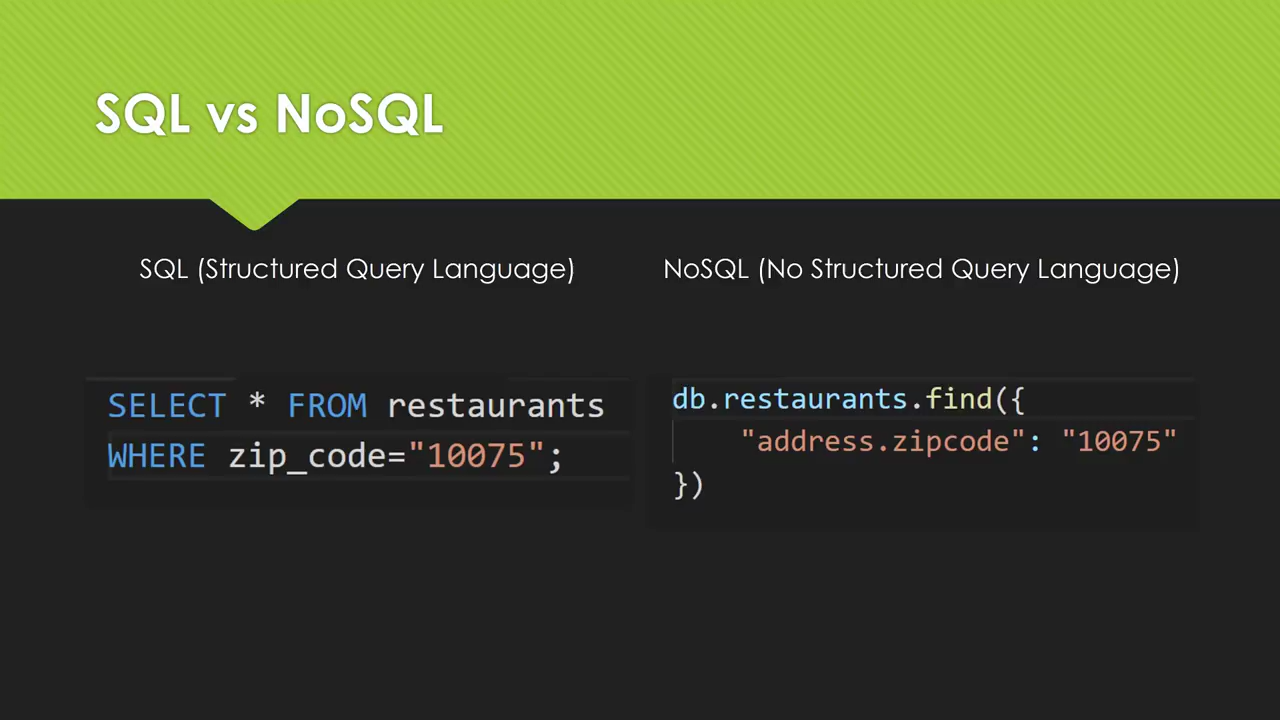 SQL vs NoSQL
SQL (Structured Query Language)
SELECT * FROM restaurants
WHERE zip_code="10075";
NoSQL (No Structured Query Language)
db.restaurants.find({
    "address.zipcode": "10075"
})